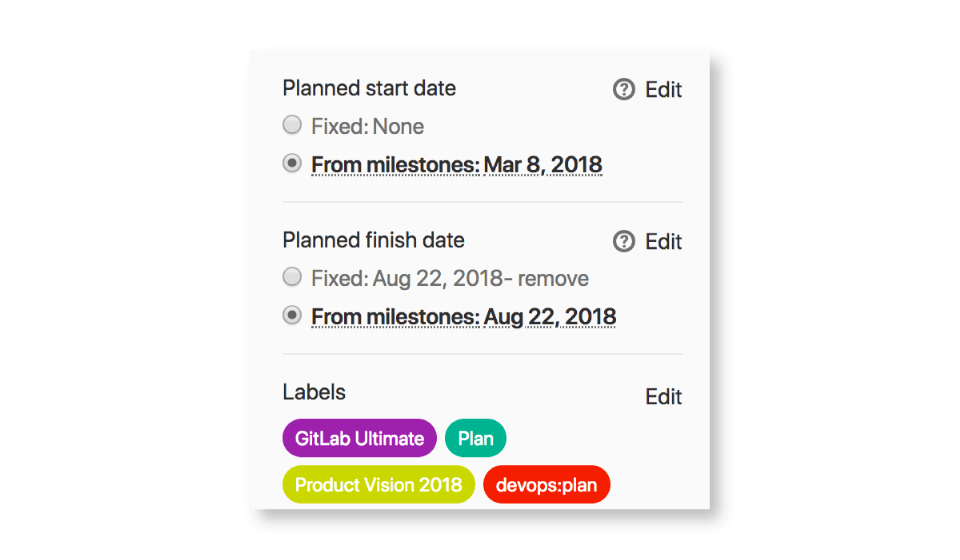 Planned start date Edit
Fixed: None
From milestones: Mar 8, 2018
Planned finish date Edit
Fixed: Aug 22, 2018- remove
From milestones: Aug 22, 2018
Labels Edit
GitLab Ultimate Plan
Product Vision 2018 devops:plan